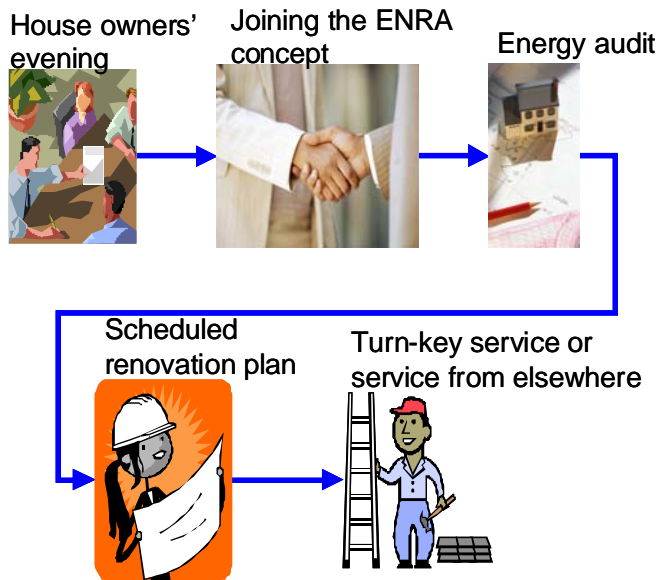 House owners'
evening
Joining the ENRA
concept
Energy audit
Scheduled
renovation plan
Turn-key service or
service from elsewhere